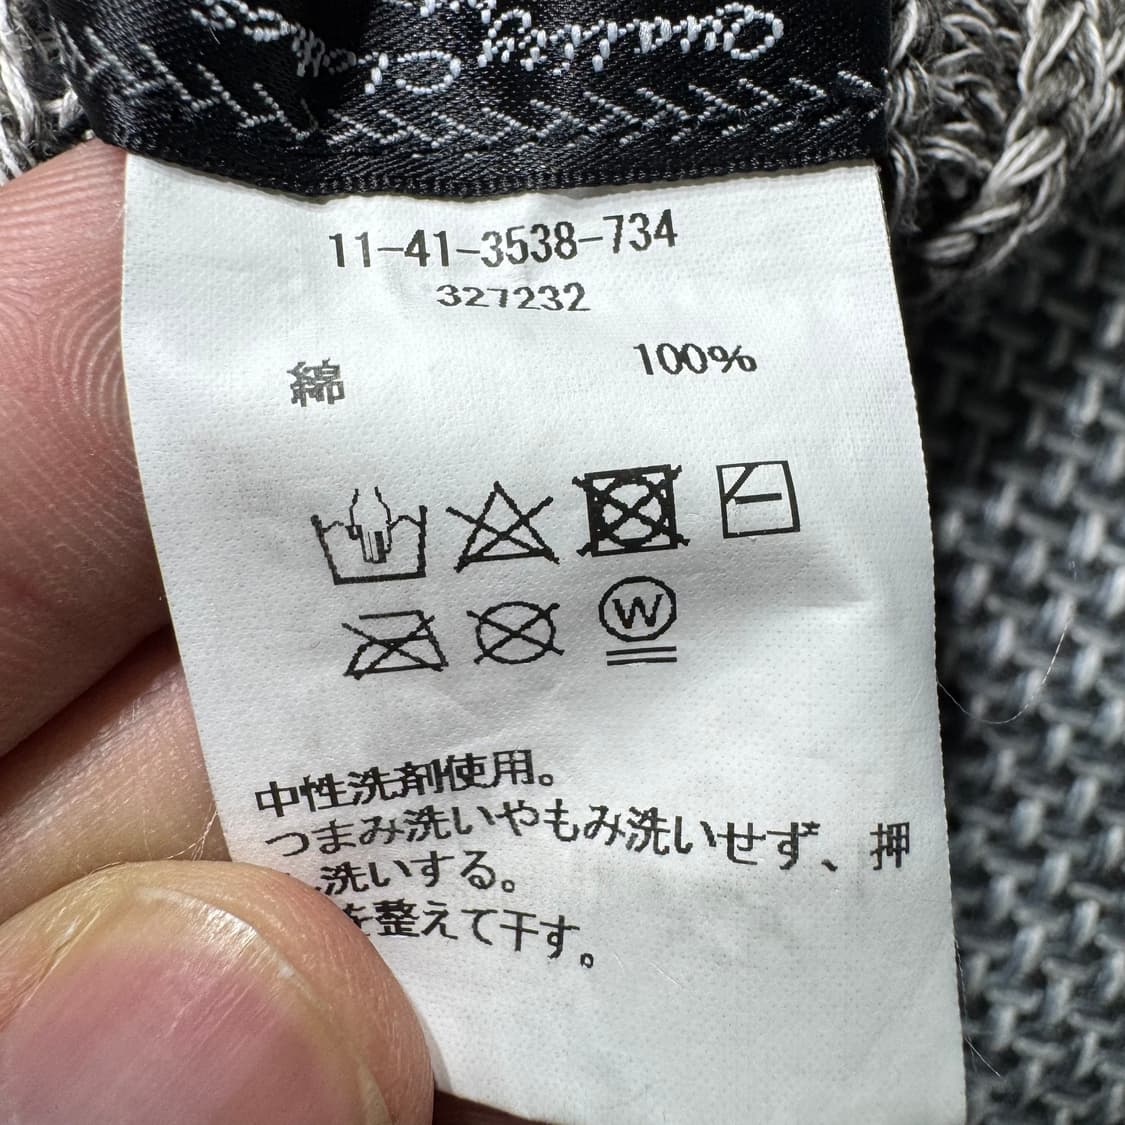 Quality
11-41-3538-734
327232
綿 100%
W
中性洗剤使用。
つまみ洗いやもみ洗いせず、押
洗いする。
を整えて干す。